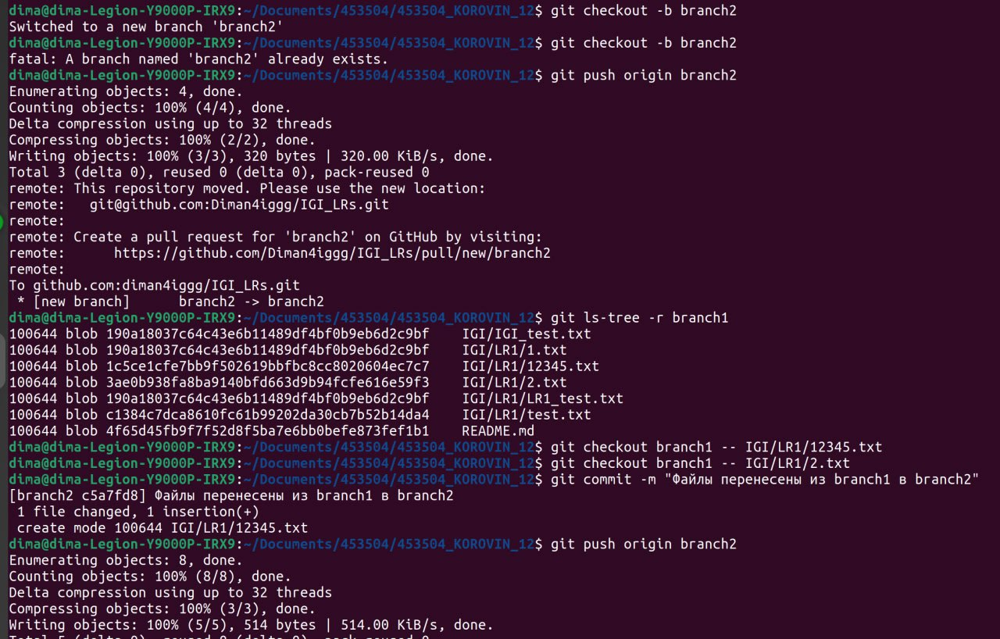 dima@dima-Legion-Y9000P-IRX9:~/Documents/453504/453504_KOROVIN_12$ git checkout -b branch2
Switched to a new branch 'branch2'
dima@dima-Legion-Y9000P-IRX9:~/Documents/453504/453504_KOROVIN_12$ git checkout -b branch2
fatal: A branch named 'branch2' already exists.
dima@dima-Legion-Y9000P-IRX9:~/Documents/453504/453504_KOROVIN_12$ git push origin branch2
Enumerating objects: 4, done.
Counting objects: 100% (4/4), done.
Delta compression using up to 32 threads
Compressing objects: 100% (2/2), done.
Writing objects: 100% (3/3), 320 bytes | 320.00 KiB/s, done.
Total 3 (delta 0), reused 0 (delta 0), pack-reused 0
remote: This repository moved. Please use the new location:
remote:   git@github.com:Diman4iggg/IGI_LRs.git
remote:
remote: Create a pull request for 'branch2' on GitHub by visiting:
remote:      https://github.com/Diman4iggg/IGI_LRs/pull/new/branch2
remote:
To github.com:diman4iggg/IGI_LRs.git
 * [new branch]      branch2 -> branch2
dima@dima-Legion-Y9000P-IRX9:~/Documents/453504/453504_KOROVIN_12$ git ls-tree -r branch1
100644 blob 190a18037c64c43e6b11489df4bf0b9eb6d2c9bf    IGI/IGI_test.txt
100644 blob 190a18037c64c43e6b11489df4bf0b9eb6d2c9bf    IGI/LR1/1.txt
100644 blob 1c5ce1cfe7bb9f502619bbfbc8cc8020604ec7c7    IGI/LR1/12345.txt
100644 blob 3ae0b938fa8ba9140bfd663d9b94fcfe616e59f3    IGI/LR1/2.txt
100644 blob 190a18037c64c43e6b11489df4bf0b9eb6d2c9bf    IGI/LR1/LR1_test.txt
100644 blob c1384c7dca8610fc61b99202da30cb7b52b14da4    IGI/LR1/test.txt
100644 blob 4f65d45fb9f7f52d8f5ba7e6bb0befe873fef1b1    README.md
dima@dima-Legion-Y9000P-IRX9:~/Documents/453504/453504_KOROVIN_12$ git checkout branch1 -- IGI/LR1/12345.txt
dima@dima-Legion-Y9000P-IRX9:~/Documents/453504/453504_KOROVIN_12$ git checkout branch1 -- IGI/LR1/2.txt
dima@dima-Legion-Y9000P-IRX9:~/Documents/453504/453504_KOROVIN_12$ git commit -m "Файлы перенесены из branch1 в branch2"
[branch2 c5a7fd8] Файлы перенесены из branch1 в branch2
 1 file changed, 1 insertion(+)
 create mode 100644 IGI/LR1/12345.txt
dima@dima-Legion-Y9000P-IRX9:~/Documents/453504/453504_KOROVIN_12$ git push origin branch2
Enumerating objects: 8, done.
Counting objects: 100% (8/8), done.
Delta compression using up to 32 threads
Compressing objects: 100% (3/3), done.
Writing objects: 100% (5/5), 514 bytes | 514.00 KiB/s, done.
Total 5 (delta 0), reused 0 (delta 0), pack-reused 0